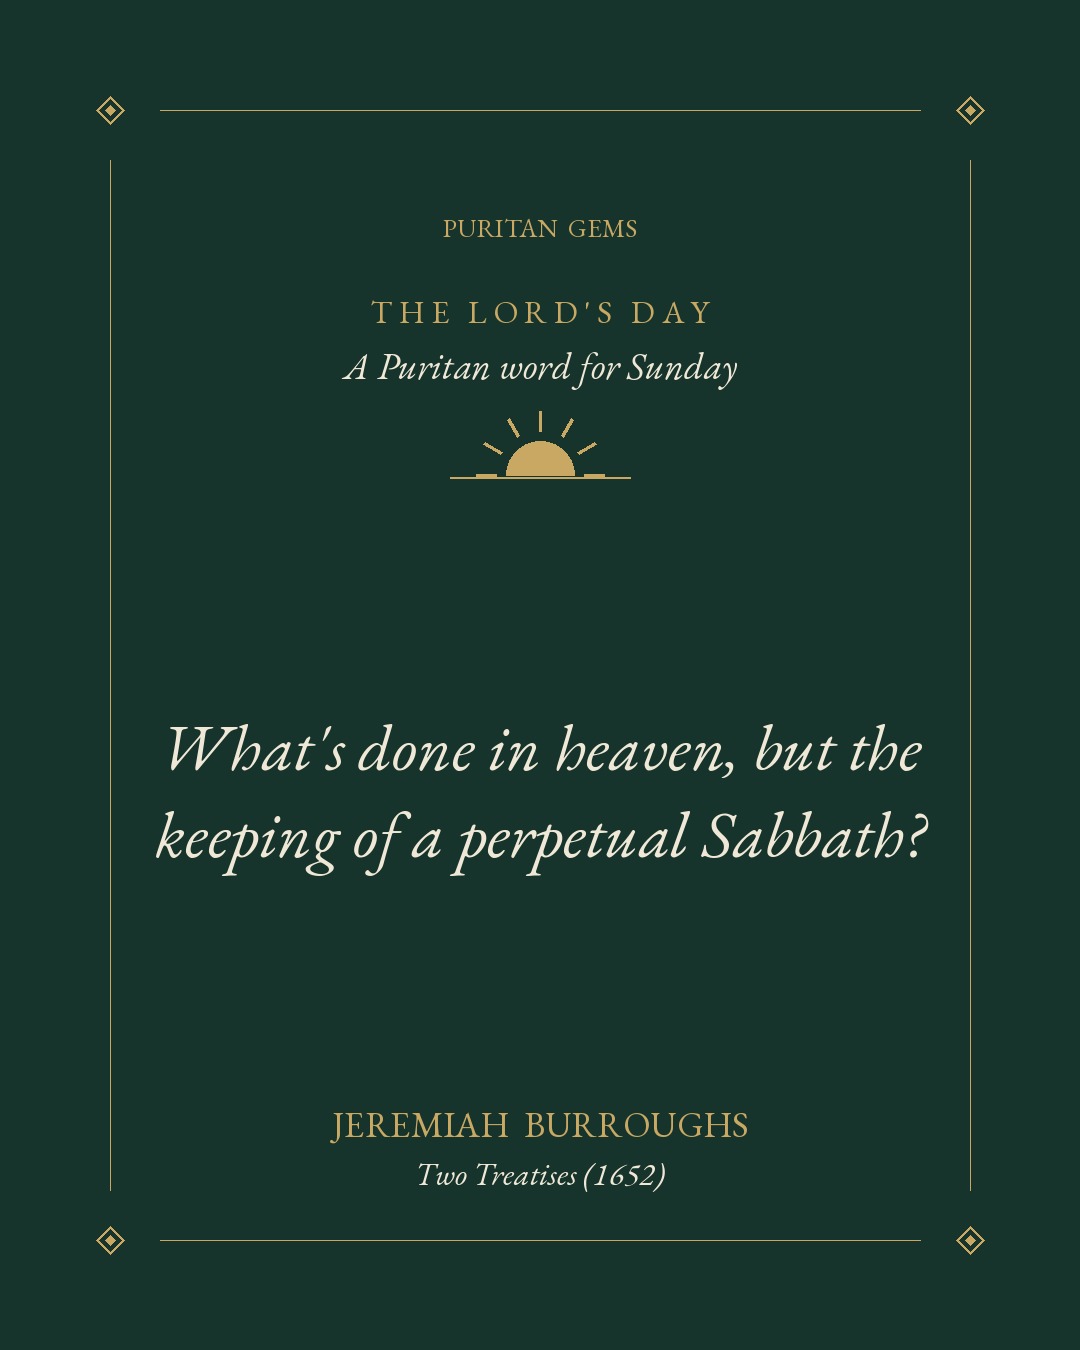 PURITAN GEMS
THE LORD'S DAY
A Puritan word for Sunday
What's done in heaven, but the
keeping of a perpetual Sabbath?
JEREMIAH BURROUGHS
Two Treatises (1652)